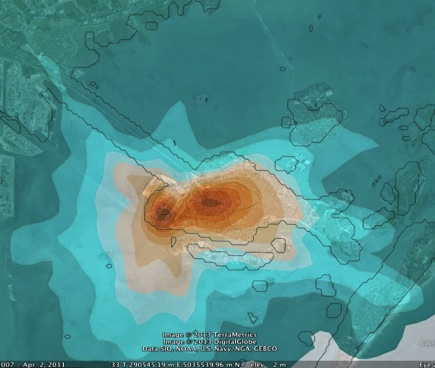 Image © 2013 TerraMetrics
Image © 2013 DigitalGlobe
Data SIO, NOAA, U.S. Navy, NGA, GEBCO
007 - Apr 2, 2011 33 T 290545.19 m E 5035539.96 m N elev 2 m Eye a